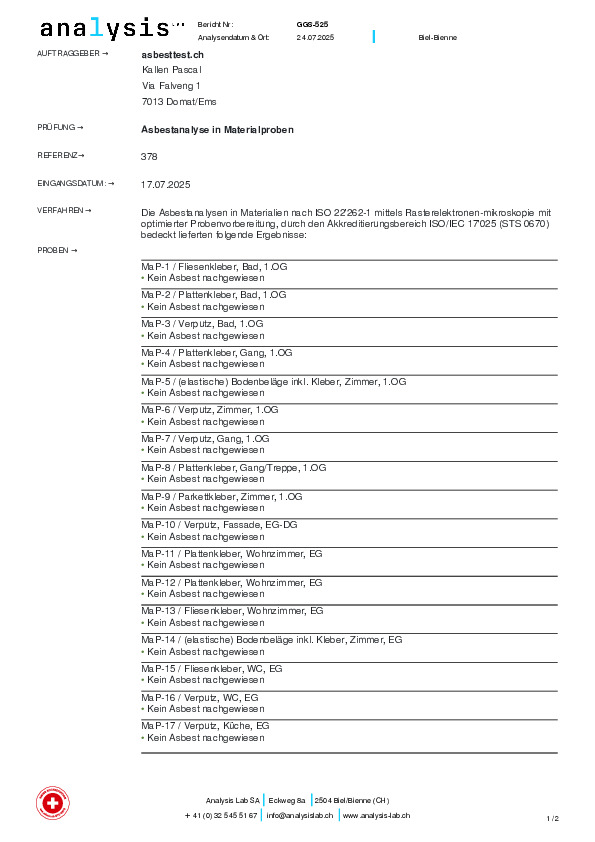 analysis
Bericht Nr: GGS-525
Analysendatum & Ort: 24.07.2025 Biel-Bienne
AUFTRAGGEBER → asbesttest.ch
Kallen Pascal
Via Falveng 1
7013 Domat/Ems
PRÜFUNG → Asbestanalyse in Materialproben
REFERENZ → 378
EINGANGSDATUM: → 17.07.2025
VERFAHREN → Die Asbestanalysen in Materialien nach ISO 22'262-1 mittels Rasterelektronen-mikroskopie mit
optimierter Probenvorbereitung, durch den Akkreditierungsbereich ISO/IEC 17'025 (STS 0670)
bedeckt lieferten folgende Ergebnisse:
PROBEN →
MaP-1 / Fliesenkleber, Bad, 1.OG
• Kein Asbest nachgewiesen
MaP-2 / Plattenkleber, Bad, 1.OG
• Kein Asbest nachgewiesen
MaP-3 / Verputz, Bad, 1.OG
• Kein Asbest nachgewiesen
MaP-4 / Plattenkleber, Gang, 1.OG
• Kein Asbest nachgewiesen
MaP-5 / (elastische) Bodenbeläge inkl. Kleber, Zimmer, 1.OG
• Kein Asbest nachgewiesen
MaP-6 / Verputz, Zimmer, 1.OG
• Kein Asbest nachgewiesen
MaP-7 / Verputz, Gang, 1.OG
• Kein Asbest nachgewiesen
MaP-8 / Plattenkleber, Gang/Treppe, 1.OG
• Kein Asbest nachgewiesen
MaP-9 / Parkettkleber, Zimmer, 1.OG
• Kein Asbest nachgewiesen
MaP-10 / Verputz, Fassade, EG-DG
• Kein Asbest nachgewiesen
MaP-11 / Plattenkleber, Wohnzimmer, EG
• Kein Asbest nachgewiesen
MaP-12 / Plattenkleber, Wohnzimmer, EG
• Kein Asbest nachgewiesen
MaP-13 / Fliesenkleber, Wohnzimmer, EG
• Kein Asbest nachgewiesen
MaP-14 / (elastische) Bodenbeläge inkl. Kleber, Zimmer, EG
• Kein Asbest nachgewiesen
MaP-15 / Fliesenkleber, WC, EG
• Kein Asbest nachgewiesen
MaP-16 / Verputz, WC, EG
• Kein Asbest nachgewiesen
MaP-17 / Verputz, Küche, EG
• Kein Asbest nachgewiesen
Analysis Lab SA | Eckweg 8a | 2504 Biel/Bienne (CH)
+ 41 (0) 32 545 51 67 | info@analysislab.ch | www.analysis-lab.ch
1 / 2